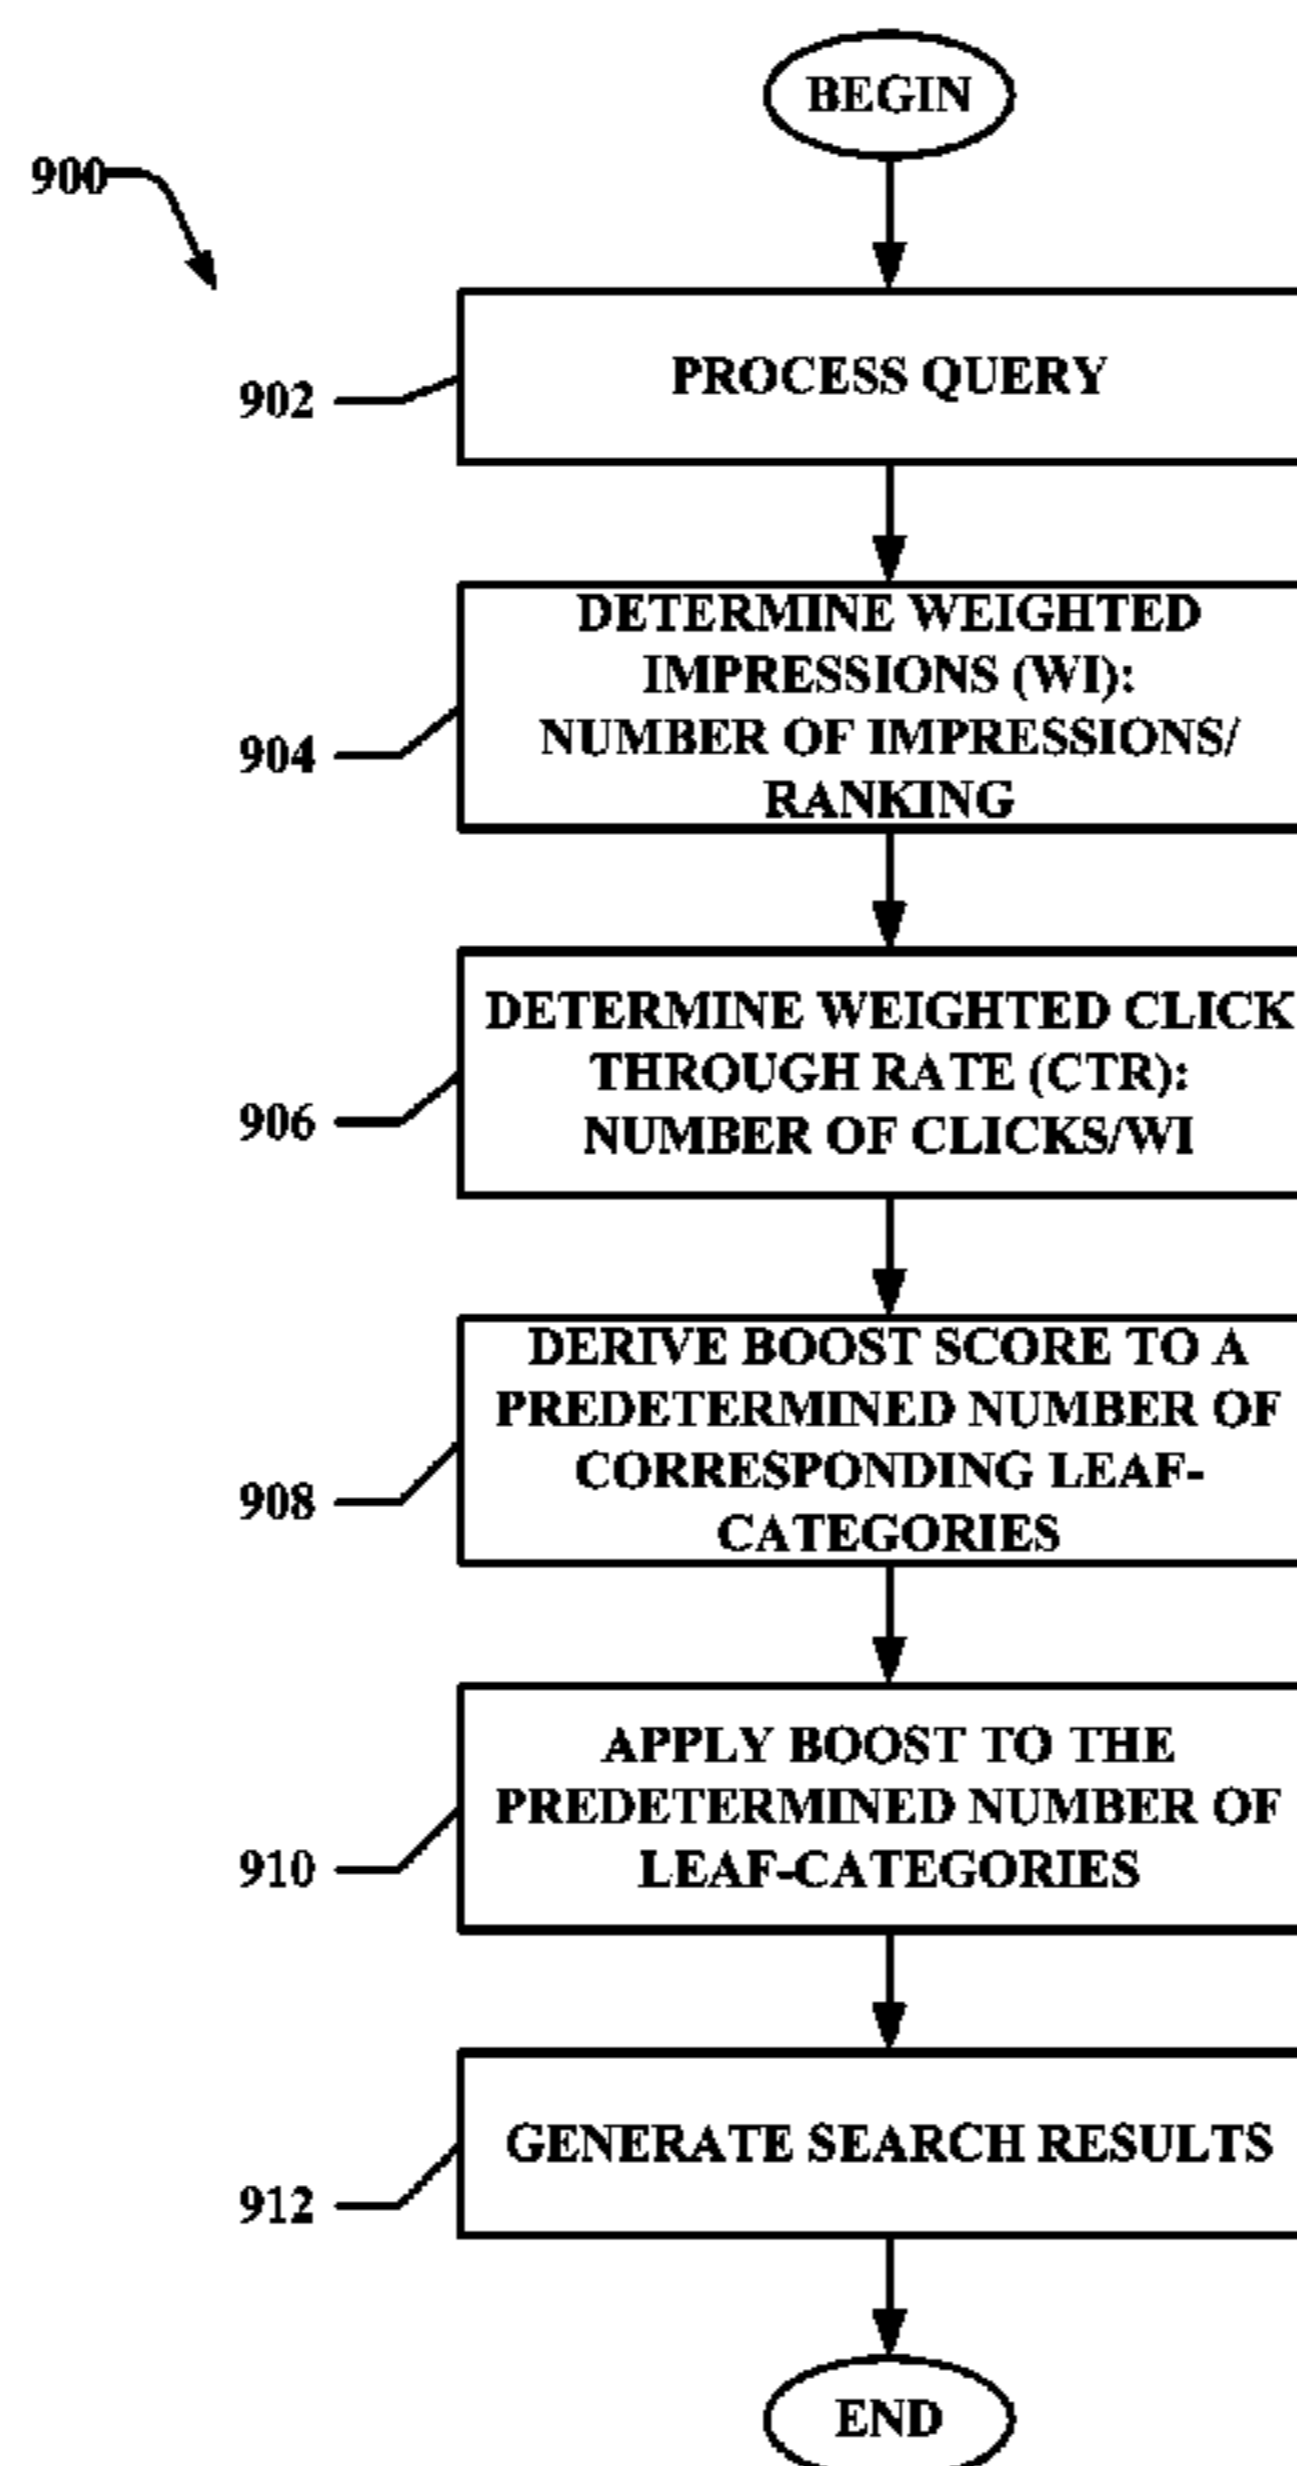 BEGIN
900
PROCESS QUERY
902
DETERMINE WEIGHTED
IMPRESSIONS (WI):
NUMBER OF IMPRESSIONS/
RANKING
904
DETERMINE WEIGHTED CLICK
THROUGH RATE (CTR):
NUMBER OF CLICKS/WI
906
DERIVE BOOST SCORE TO A
PREDETERMINED NUMBER OF
CORRESPONDING LEAF-
CATEGORIES
908
APPLY BOOST TO THE
PREDETERMINED NUMBER OF
LEAF-CATEGORIES
910
GENERATE SEARCH RESULTS
912
END